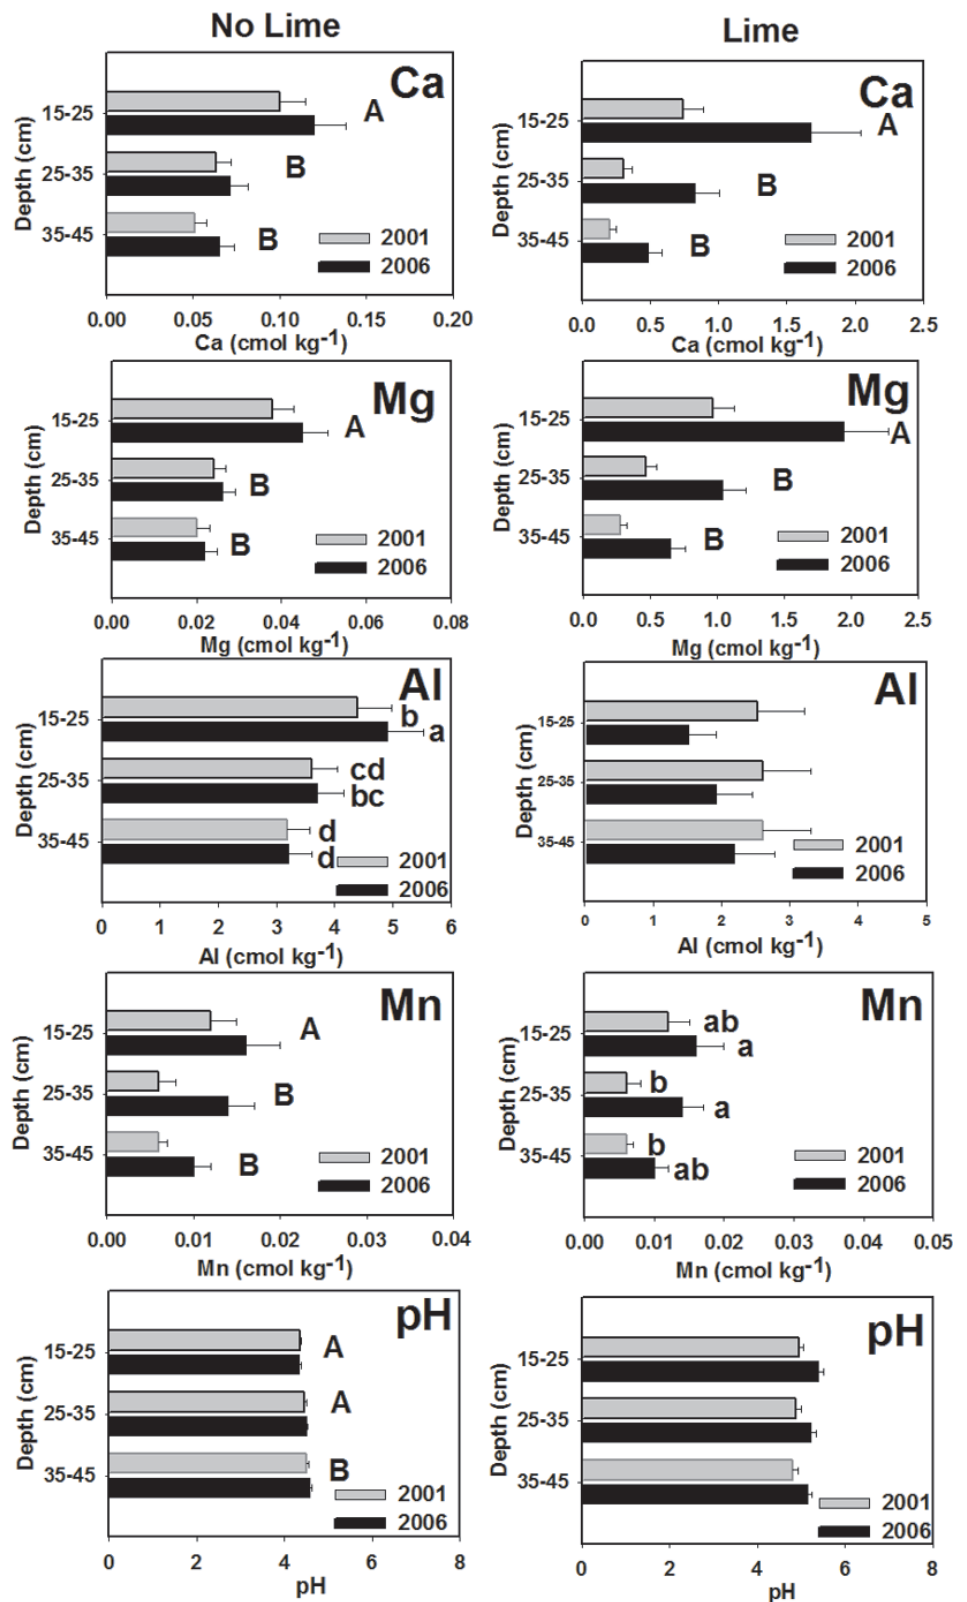 No Lime
Lime
Ca
Depth (cm)
15-25
A
25-35
B
35-45
B
2001
2006
0.00 0.05 0.10 0.15 0.20
Ca (cmol kg-1)
Ca
Depth (cm)
15-25
A
25-35
B
35-45
B
2001
2006
0.0 0.5 1.0 1.5 2.0 2.5
Ca (cmol kg-1)
Mg
Depth (cm)
15-25
A
25-35
B
35-45
B
2001
2006
0.00 0.02 0.04 0.06 0.08
Mg (cmol kg-1)
Mg
Depth (cm)
15-25
A
25-35
B
35-45
B
2001
2006
0.0 0.5 1.0 1.5 2.0 2.5
Mg (cmol kg-1)
Al
Depth (cm)
15-25
b
a
25-35
cd
bc
35-45
d
d
2001
2006
0 1 2 3 4 5 6
Al (cmol kg-1)
Al
Depth (cm)
15-25
25-35
35-45
2001
2006
0 1 2 3 4 5
Al (cmol kg-1)
Mn
Depth (cm)
15-25
A
25-35
B
35-45
B
2001
2006
0.00 0.01 0.02 0.03 0.04
Mn (cmol kg-1)
Mn
Depth (cm)
15-25
ab
a
25-35
b
a
35-45
b
ab
2001
2006
0.00 0.01 0.02 0.03 0.04 0.05
Mn (cmol kg-1)
pH
Depth (cm)
15-25
A
25-35
A
35-45
B
2001
2006
0 2 4 6 8
pH
pH
Depth (cm)
15-25
25-35
35-45
2001
2006
0 2 4 6 8
pH